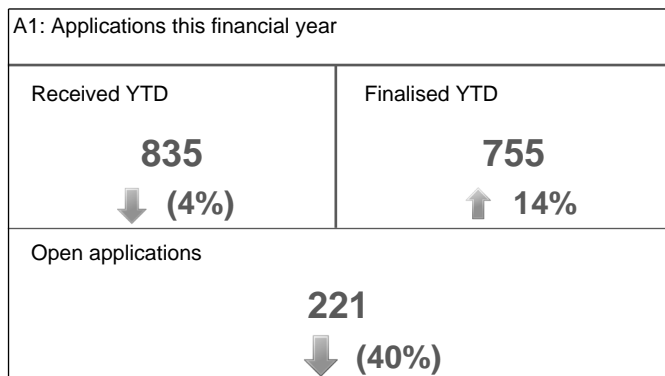 A1: Applications this financial year
Received YTD
835
(4%)
Finalised YTD
755
14%
Open applications
221
(40%)